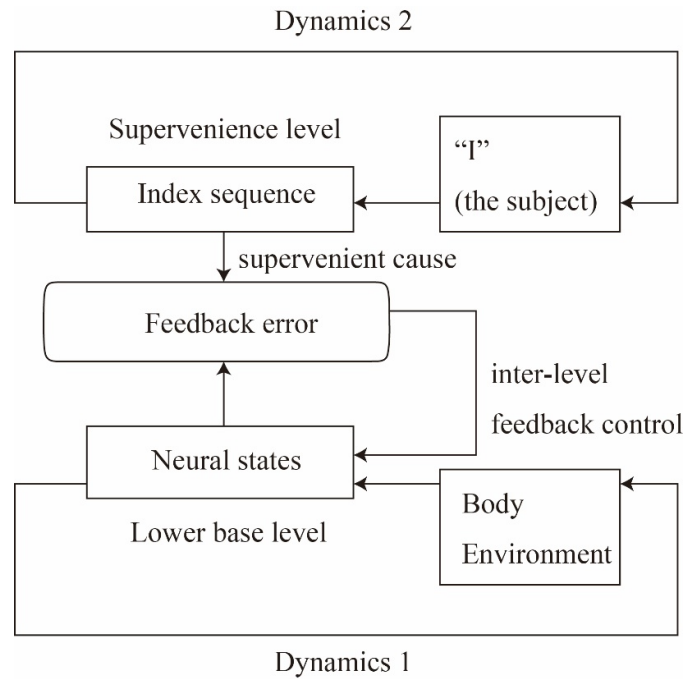 Dynamics 2
Supervenience level
“I”
(the subject)
Index sequence
supervenient cause
Feedback error
inter-level
feedback control
Neural states
Lower base level
Body
Environment
Dynamics 1